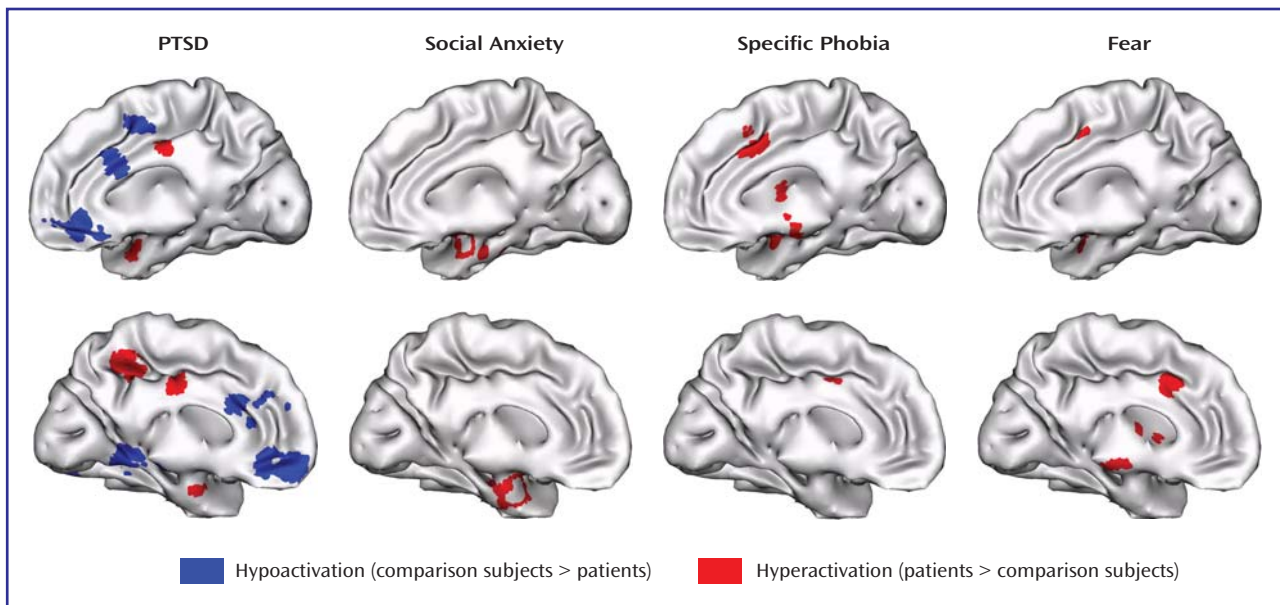 PTSD
Social Anxiety
Specific Phobia
Fear
Hypoactivation (comparison subjects > patients)
Hyperactivation (patients > comparison subjects)